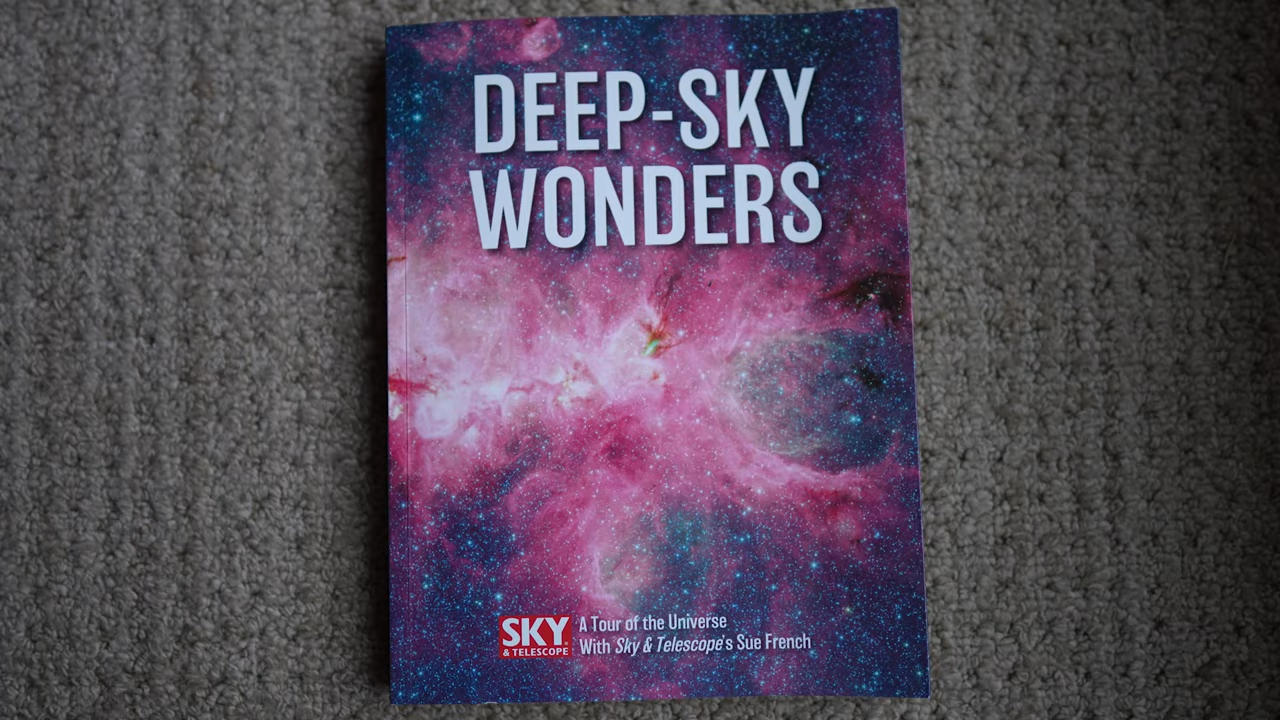 DEEP-SKY
WONDERS
SKY
& TELESCOPE
A Tour of the Universe
With Sky & Telescope's Sue French